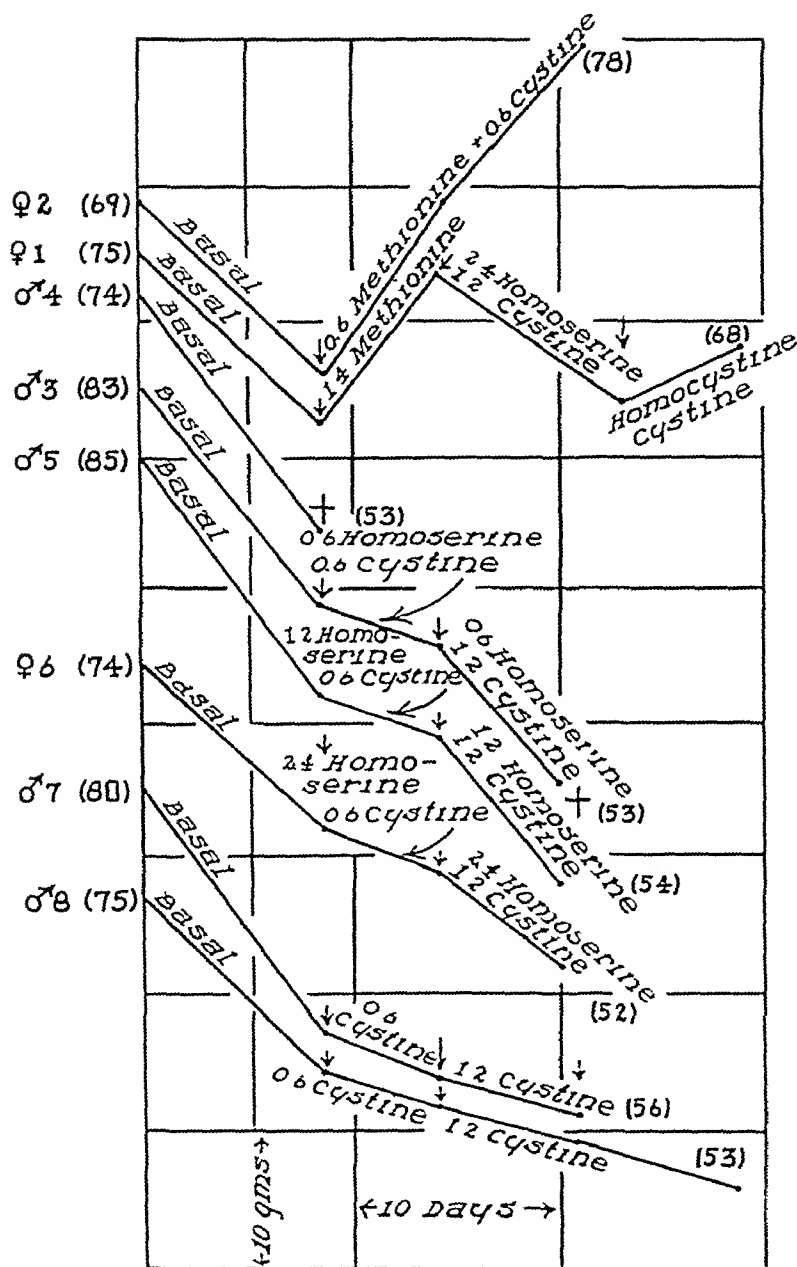 (78)
0.6 Methionine + 0.6 Cystine
♀2 (69)
Basal
♀1 (75)
Basal
1 4 Methionine
♂4 (74)
Basal
2 4 Homoserine
1 2 Cystine
(68)
Homocystine
Cystine
♂3 (83)
Basal
♂5 (85)
Basal
(53)
0 6 Homoserine
0.6 Cystine
0 6 Homoserine
1 2 Cystine
(53)
1 2 Homo-
serine
0 6 Cystine
1 2 Homoserine
1 2 Cystine
(54)
♀6 (74)
Basal
2 4 Homo-
serine
0 6 Cystine
2 4 Homoserine
1 2 Cystine
(52)
♂7 (80)
Basal
0 6
Cystine
1 2 Cystine (56)
♂8 (75)
Basal
0 6 Cystine
1 2 Cystine
(53)
←10 gms→
←10 Days→